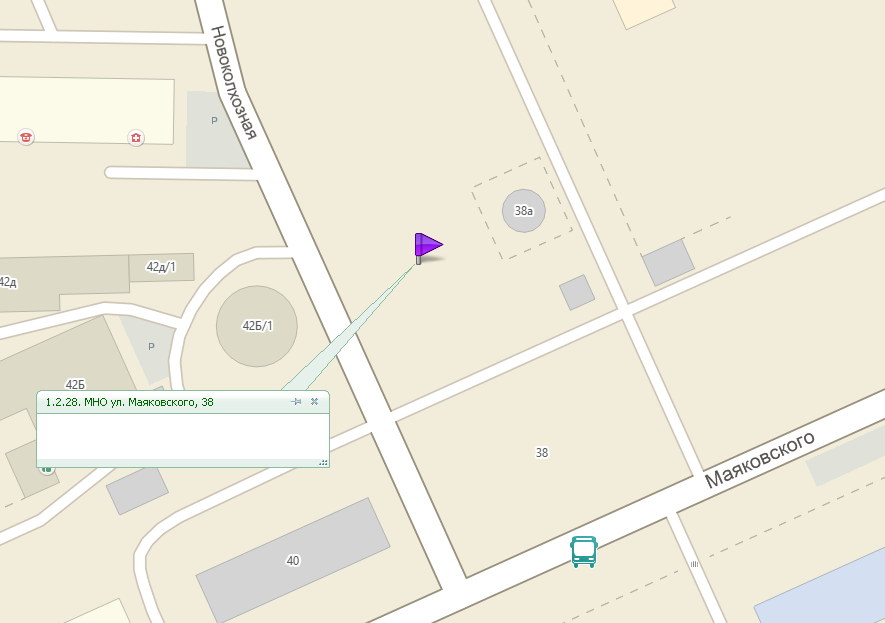 Новоколхозная
P
38а
42д/1
42д
42Б/1
P
42Б
1.2.28. МНО ул. Маяковского, 38
38
Маяковского
40